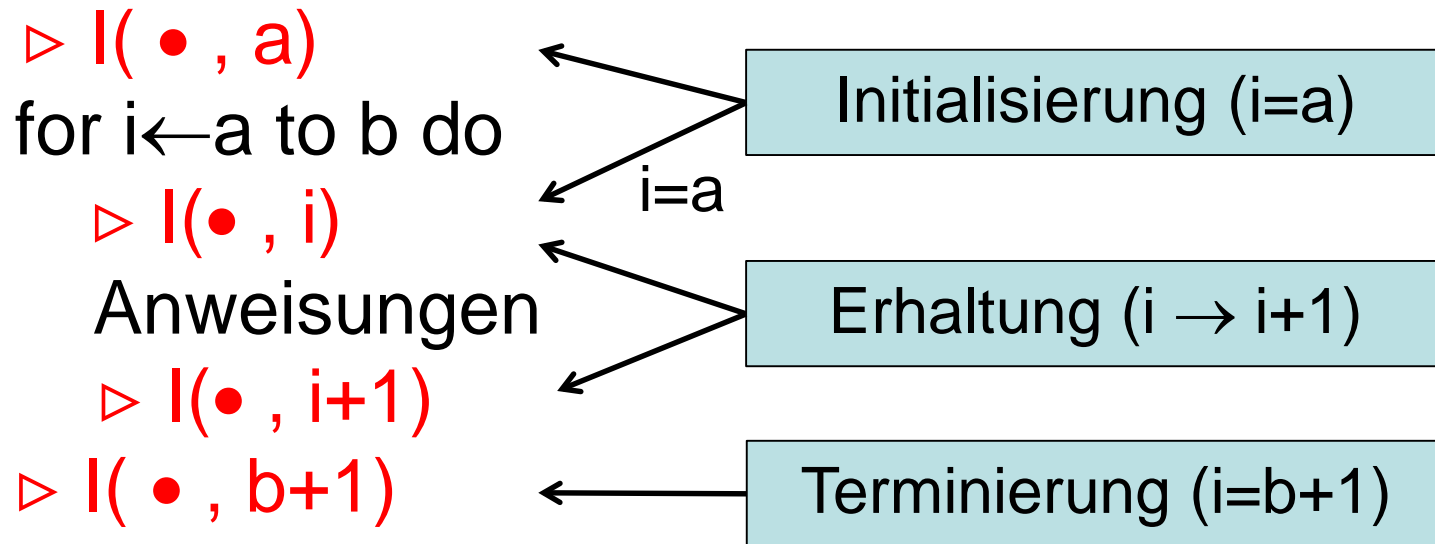 ▷ I( • , a)
for i←a to b do
▷ I(• , i)
Anweisungen
▷ I(• , i+1)
▷ I( • , b+1)
i=a
Initialisierung (i=a)
Erhaltung (i → i+1)
Terminierung (i=b+1)